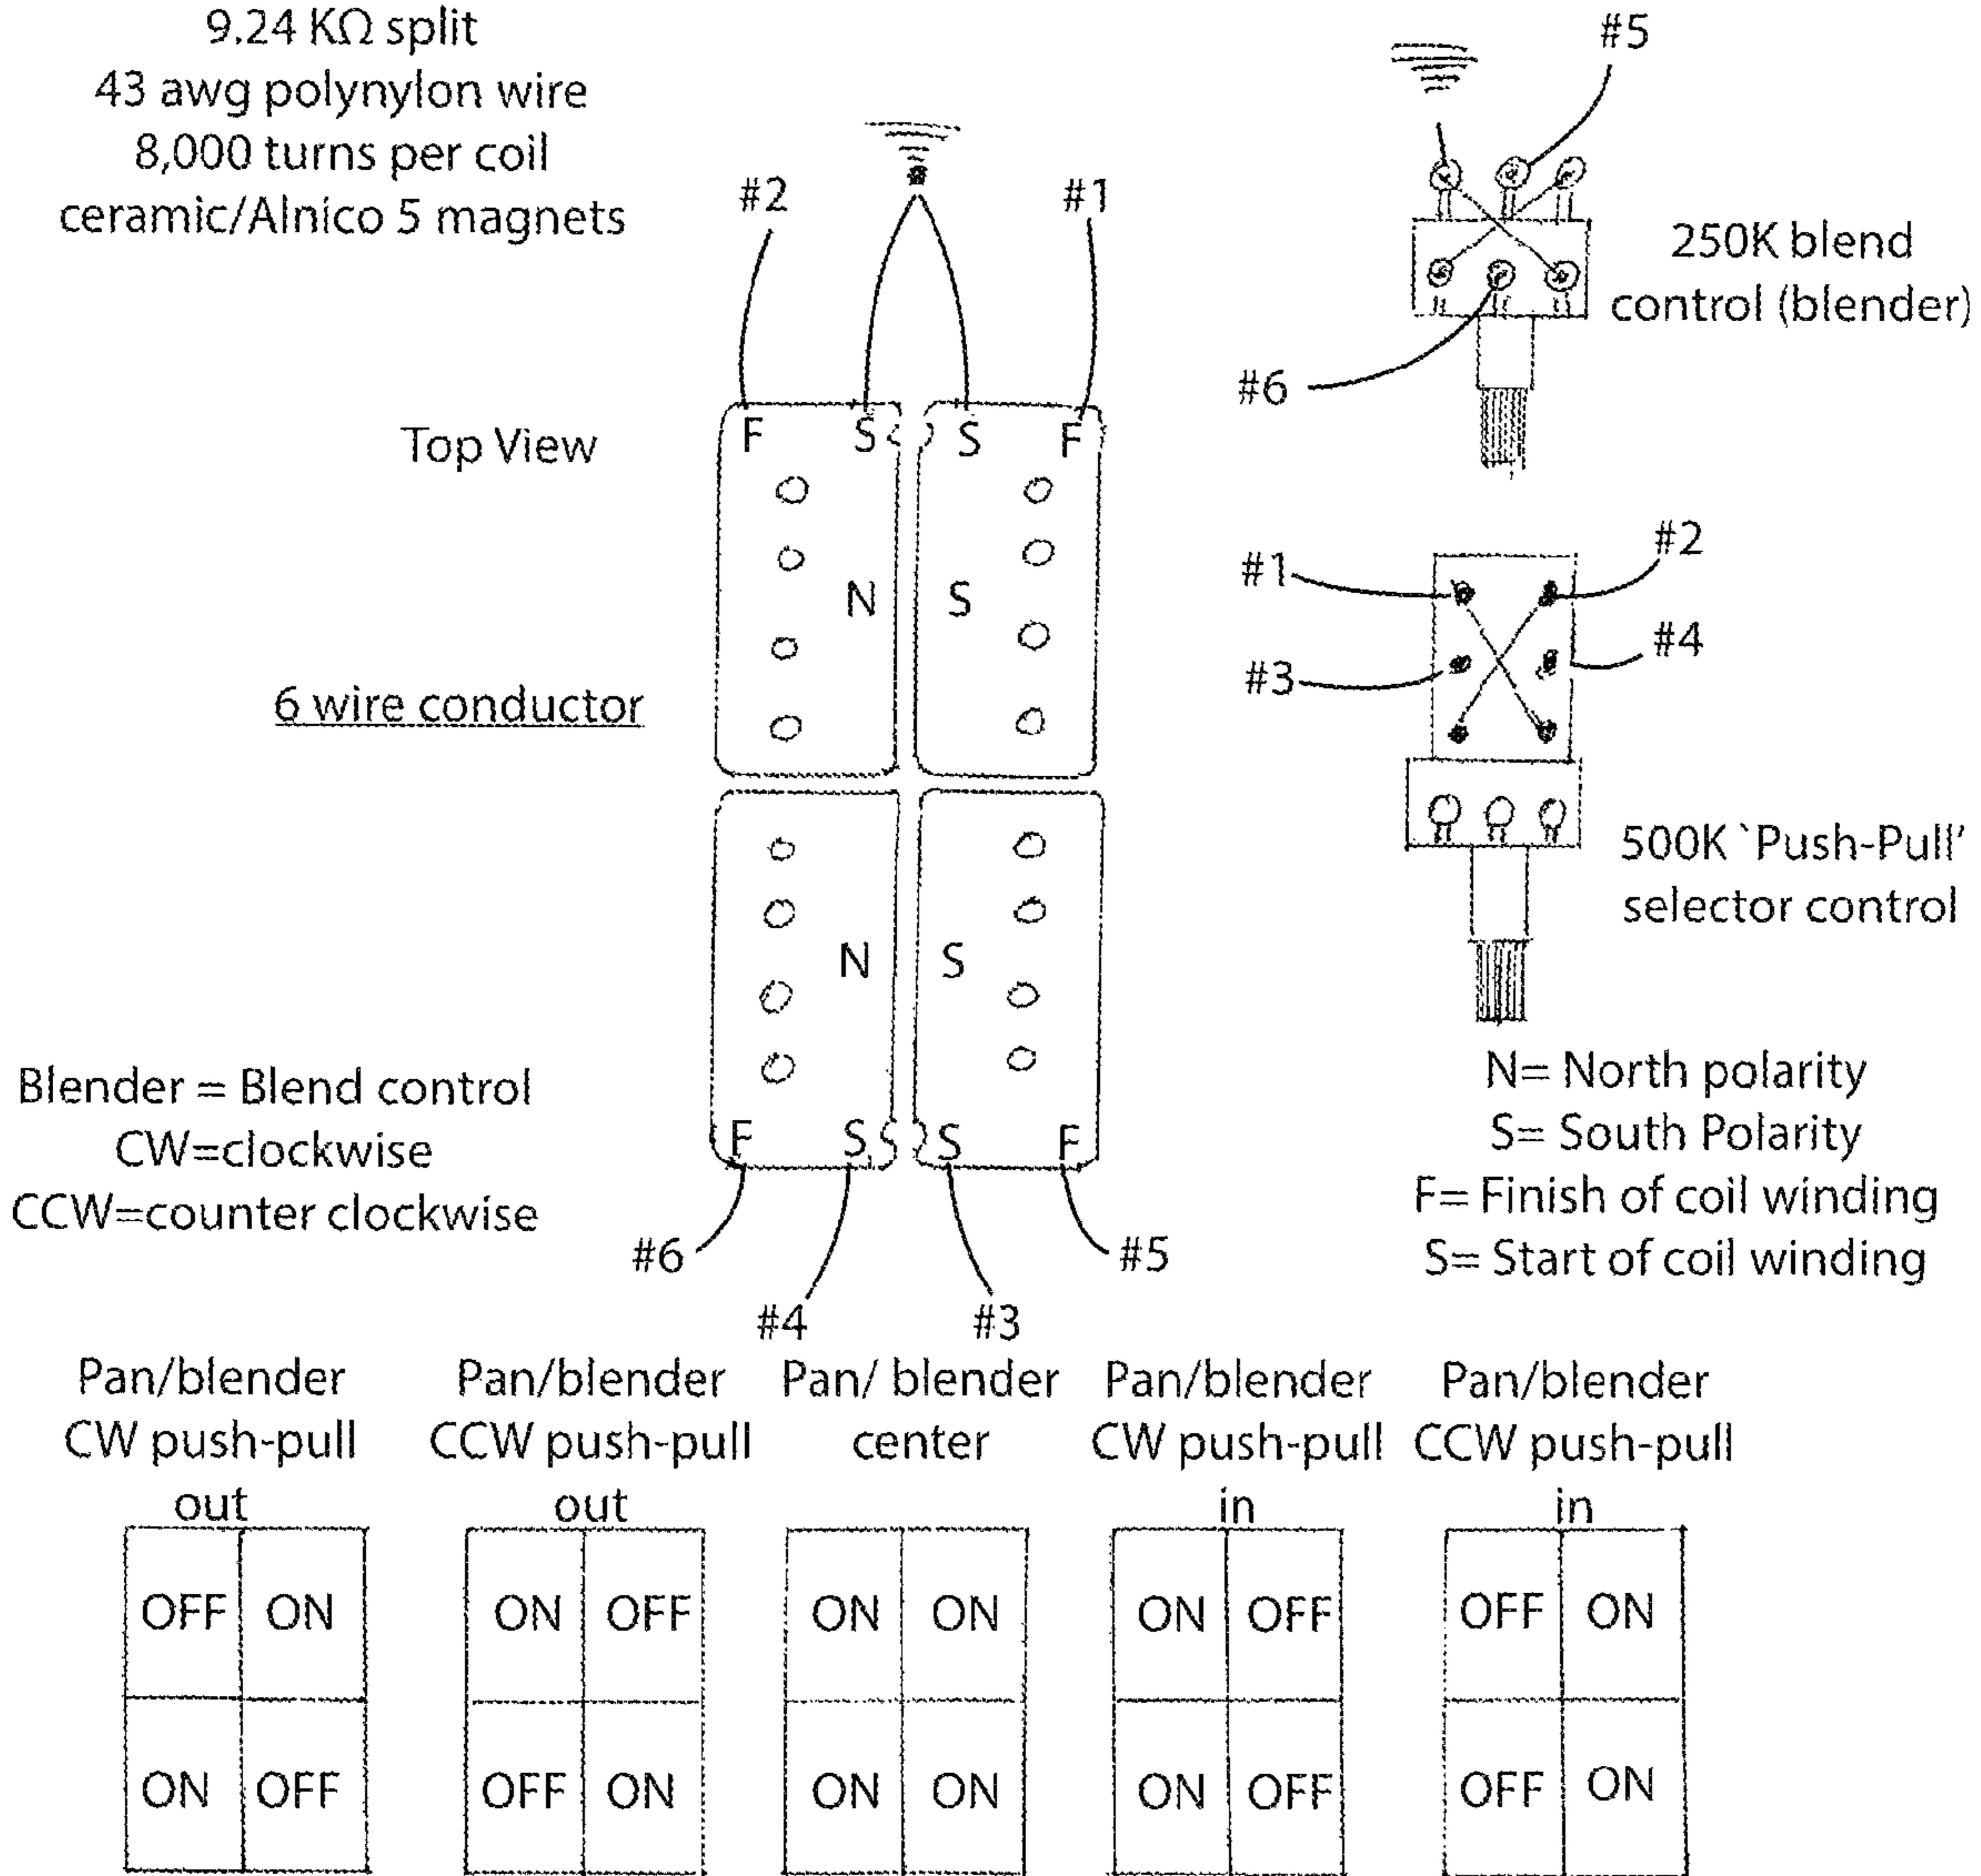 9.24 KΩ split
43 awg polynylon wire
8,000 turns per coil
ceramic/Alnico 5 magnets
#2
#1
#5
250K blend
control (blender)
#6
Top View
F
S
S
F
N
S
6 wire conductor
#1
#2
#3
#4
500K `Push-Pull'
selector control
N
S
F
S
S
F
#6
#4
#3
#5
Blender = Blend control
CW=clockwise
CCW=counter clockwise
N= North polarity
S= South Polarity
F= Finish of coil winding
S= Start of coil winding
Pan/blender
CW push-pull
out
OFF ON
ON OFF
Pan/blender
CCW push-pull
out
ON OFF
OFF ON
Pan/ blender
center
ON ON
ON ON
Pan/blender
CW push-pull
in
ON OFF
ON OFF
Pan/blender
CCW push-pull
in
OFF ON
OFF ON